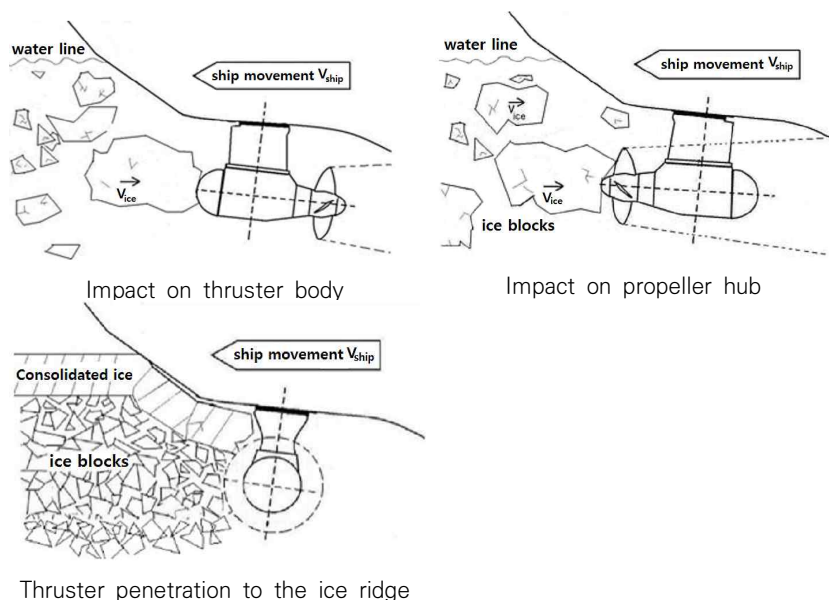 water line
ship movement Vship
Vice
Impact on thruster body
water line
ship movement Vship
Vice
Vice
ice blocks
Impact on propeller hub
ship movement Vship
Consolidated ice
ice blocks
Thruster penetration to the ice ridge